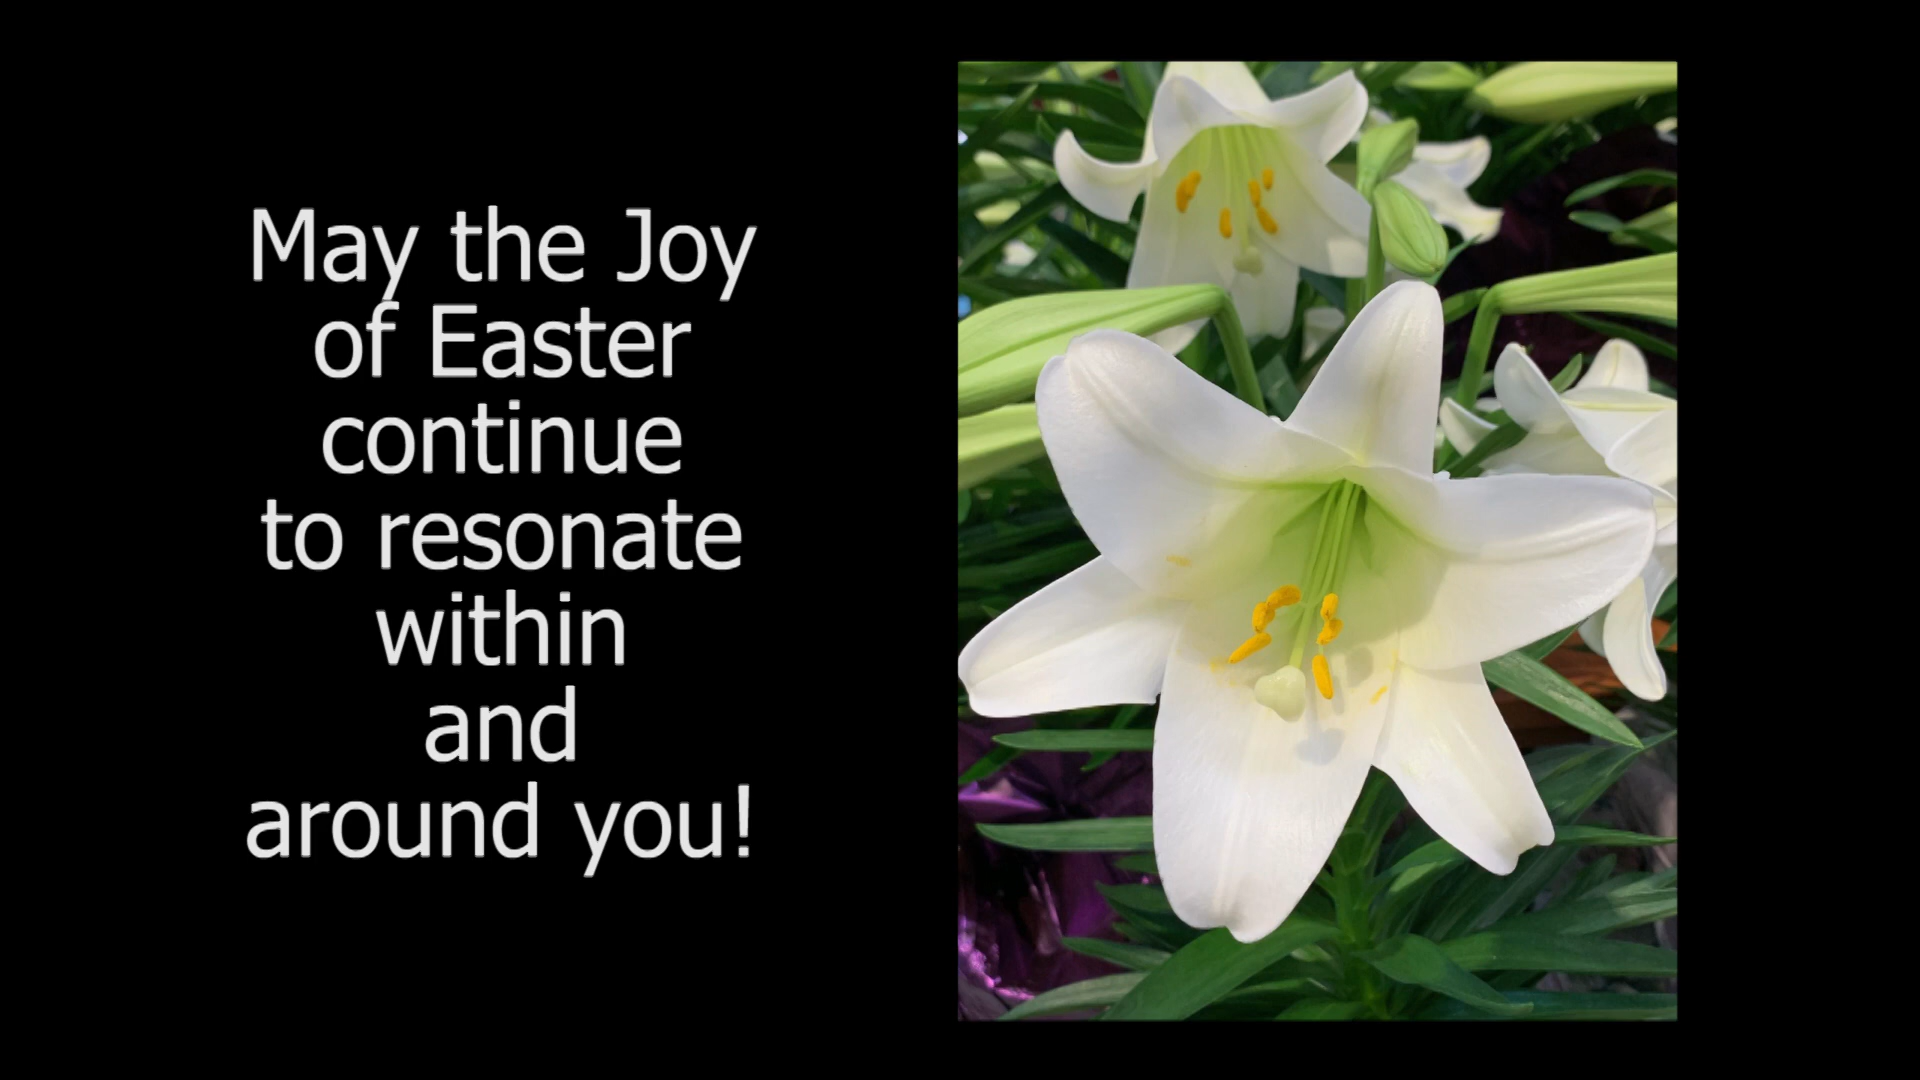 May the Joy
of Easter
continue
to resonate
within
and
around you!